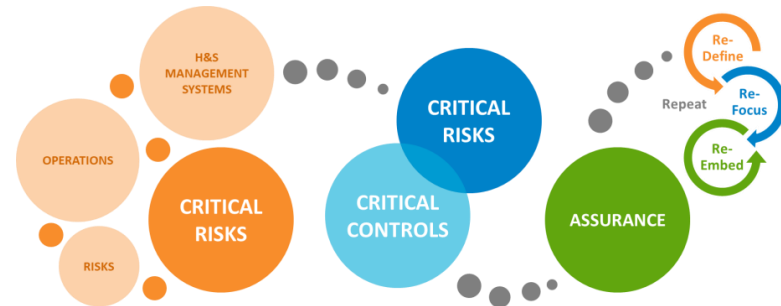 H&S
MANAGEMENT
SYSTEMS
OPERATIONS
RISKS
CRITICAL
RISKS
CRITICAL
RISKS
CRITICAL
CONTROLS
ASSURANCE
Repeat
Re-
Define
Re-
Focus
Re-
Embed